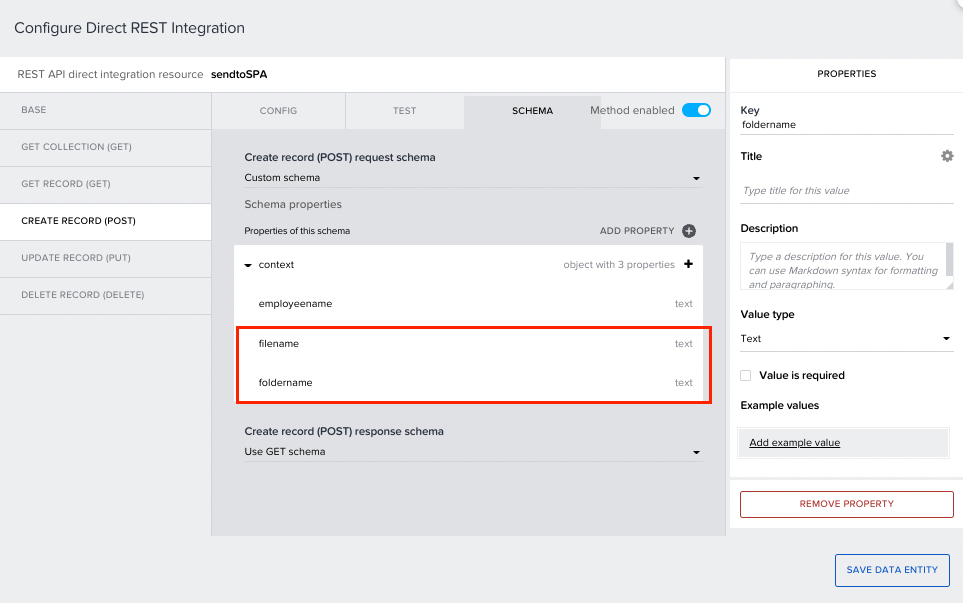 Configure Direct REST Integration
REST API direct integration resource sendtoSPA
BASE
GET COLLECTION (GET)
GET RECORD (GET)
CREATE RECORD (POST)
UPDATE RECORD (PUT)
DELETE RECORD (DELETE)
CONFIG
TEST
SCHEMA
Method enabled
Create record (POST) request schema
Custom schema
Schema properties
Properties of this schema
ADD PROPERTY
context
object with 3 properties
employeename
text
filename
text
foldername
text
Create record (POST) response schema
Use GET schema
PROPERTIES
Key
foldername
Title
Type title for this value
Description
Type a description for this value. You
can use Markdown syntax for formatting
and paragraphing.
Value type
Text
Value is required
Example values
Add example value
REMOVE PROPERTY
SAVE DATA ENTITY